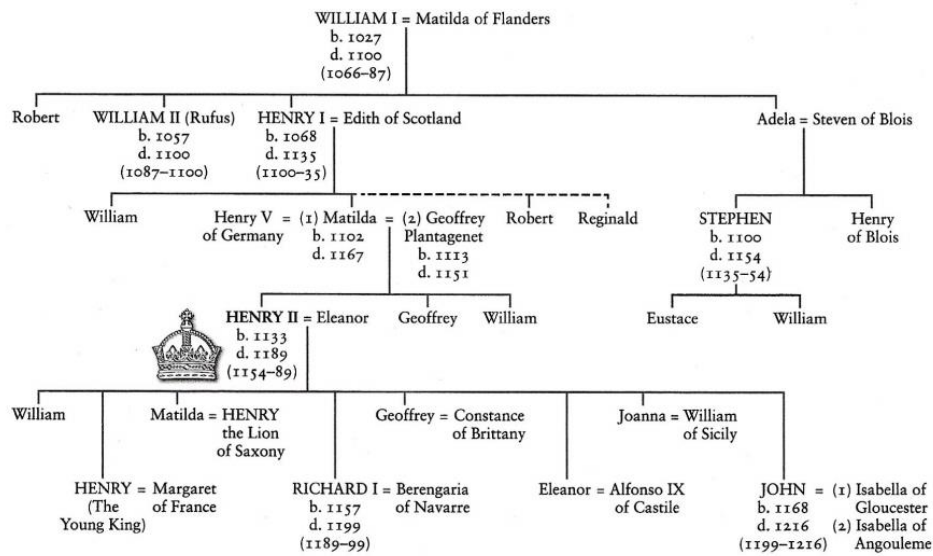 WILLIAM I = Matilda of Flanders
b. 1027
d. 1100
(1066–87)
Robert
WILLIAM II (Rufus)
b. 1057
d. 1100
(1087–1100)
HENRY I = Edith of Scotland
b. 1068
d. 1135
(1100–35)
Adela = Steven of Blois
William
Henry V = (1) Matilda = (2) Geoffrey
of Germany
b. 1102
d. 1167
Plantagenet
b. 1113
d. 1151
Robert
Reginald
STEPHEN
b. 1100
d. 1154
(1135–54)
Henry
of Blois
HENRY II = Eleanor
b. 1133
d. 1189
(1154–89)
Geoffrey
William
Eustace
William
William
Matilda = HENRY
the Lion
of Saxony
Geoffrey = Constance
of Brittany
Joanna = William
of Sicily
HENRY = Margaret
(The of France
Young King)
RICHARD I = Berengaria
b. 1157 of Navarre
d. 1199
(1189–99)
Eleanor = Alfonso IX
of Castile
JOHN = (1) Isabella of
b. 1168 Gloucester
d. 1216 (2) Isabella of
(1199–1216) Angouleme